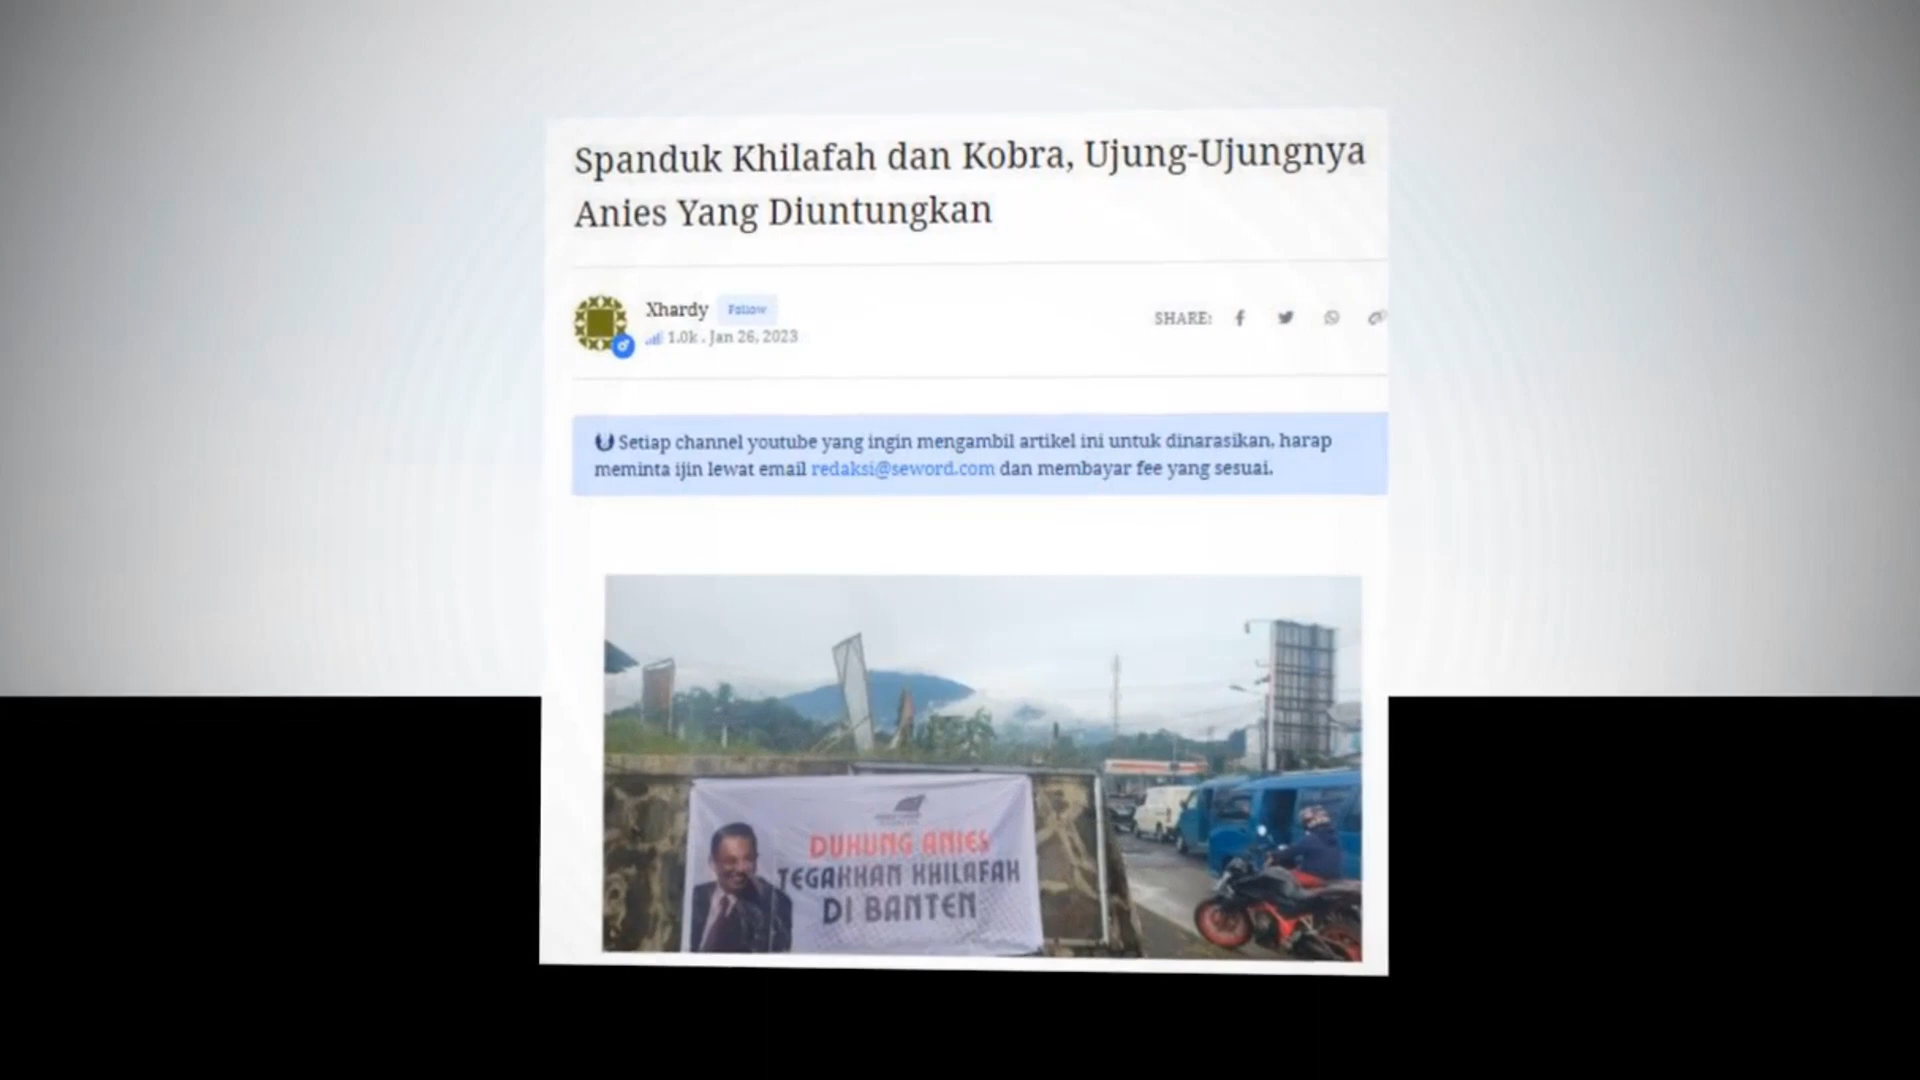 Spanduk Khilafah dan Kobra, Ujung-Ujungnya
Anies Yang Diuntungkan
Xhardy Follow
1.0k . Jan 26, 2023
SHARE:
Setiap channel youtube yang ingin mengambil artikel ini untuk dinarasikan, harap
meminta ijin lewat email redaksi@seword.com dan membayar fee yang sesuai.
DUKUNG ANIES
TEGAKKAN KHILAFAH
DI BANTEN